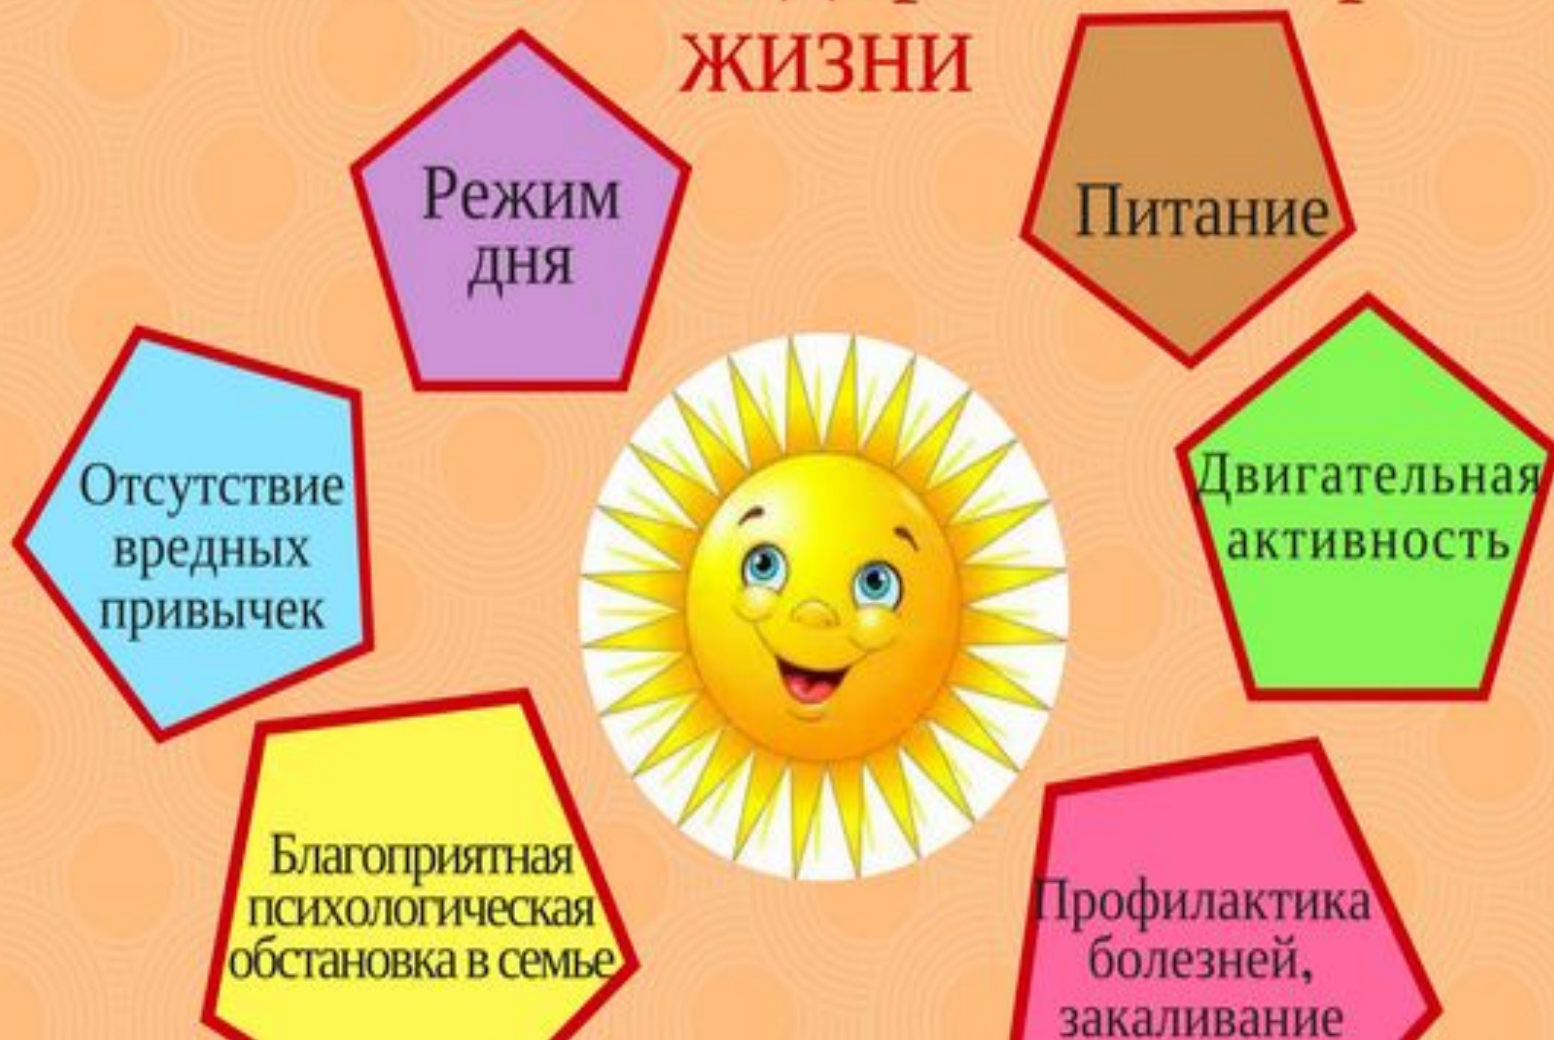 жизни
Режим
дня
Питание
Отсутствие
вредных
привычек
Двигательная
активность
Благоприятная
психологическая
обстановка в семье
Профилактика
болезней,
закаливание